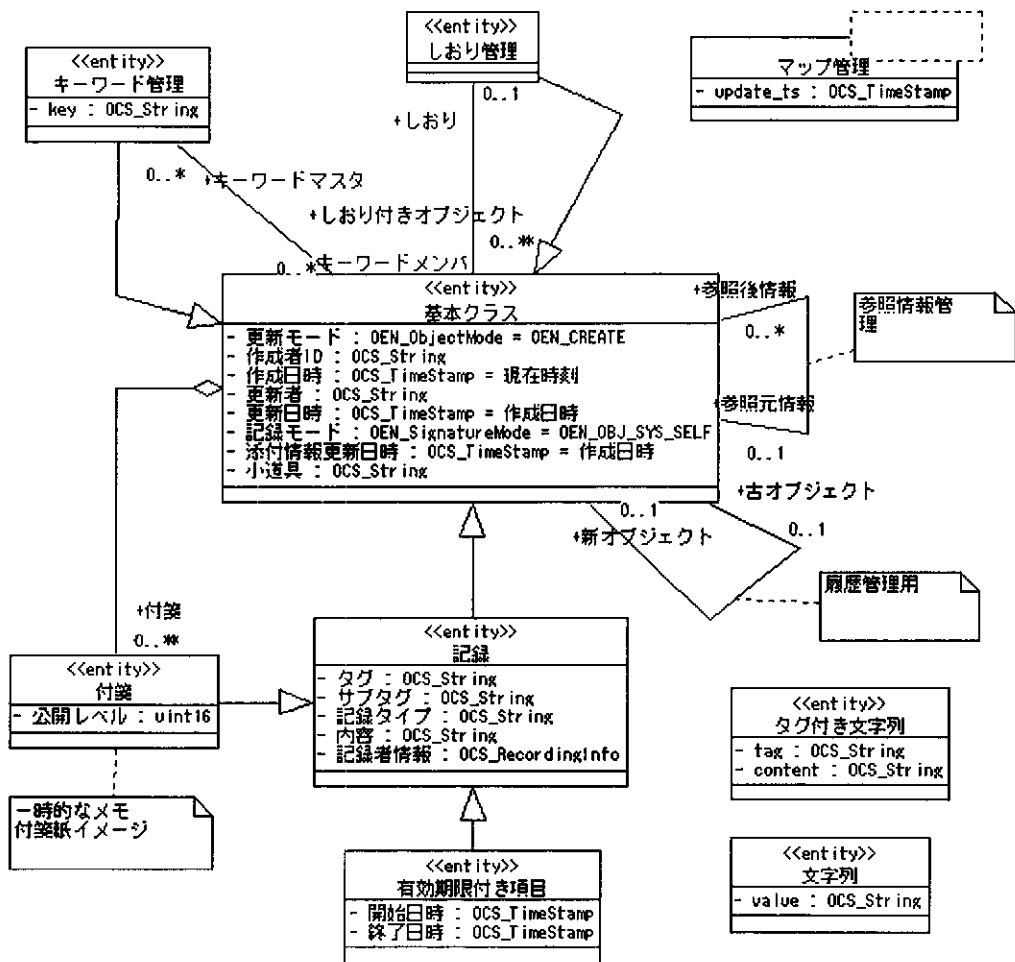 <<entity>>
キーワード管理
- key : OCS_String
<<entity>>
しおり管理
マップ管理
- update_ts : OCS_TimeStamp
0..1
+しおり
0..*
+キーワードマスタ
+しおり付きオブジェクト
0..**
0..*
キーワードメンバ
<<entity>>
基本クラス
- 更新モード : OEN_ObjectMode = OEN_CREATE
- 作成者ID : OCS_String
- 作成日時 : OCS_TimeStamp = 現在時刻
- 更新者 : OCS_String
- 更新日時 : OCS_TimeStamp = 作成日時
- 記録モード : OEN_SignatureMode = OEN_OBJ_SYS_SELF
- 添付情報更新日時 : OCS_TimeStamp = 作成日時
- 小道具 : OCS_String
+参照後情報
0..*
参照情報管
理
+参照元情報
0..1
+古オブジェクト
0..1
0..1
+新オブジェクト
履歴管理用
+付箋
0..**
<<entity>>
付箋
- 公開レベル : uint16
一時的なメモ
付箋紙イメージ
<<entity>>
記録
- タグ : OCS_String
- サブタグ : OCS_String
- 記録タイプ : OCS_String
- 内容 : OCS_String
- 記録者情報 : OCS_RecordingInfo
<<entity>>
タグ付き文字列
- tag : OCS_String
- content : OCS_String
<<entity>>
有効期限付き項目
- 開始日時 : OCS_TimeStamp
- 終了日時 : OCS_TimeStamp
<<entity>>
文字列
- value : OCS_String